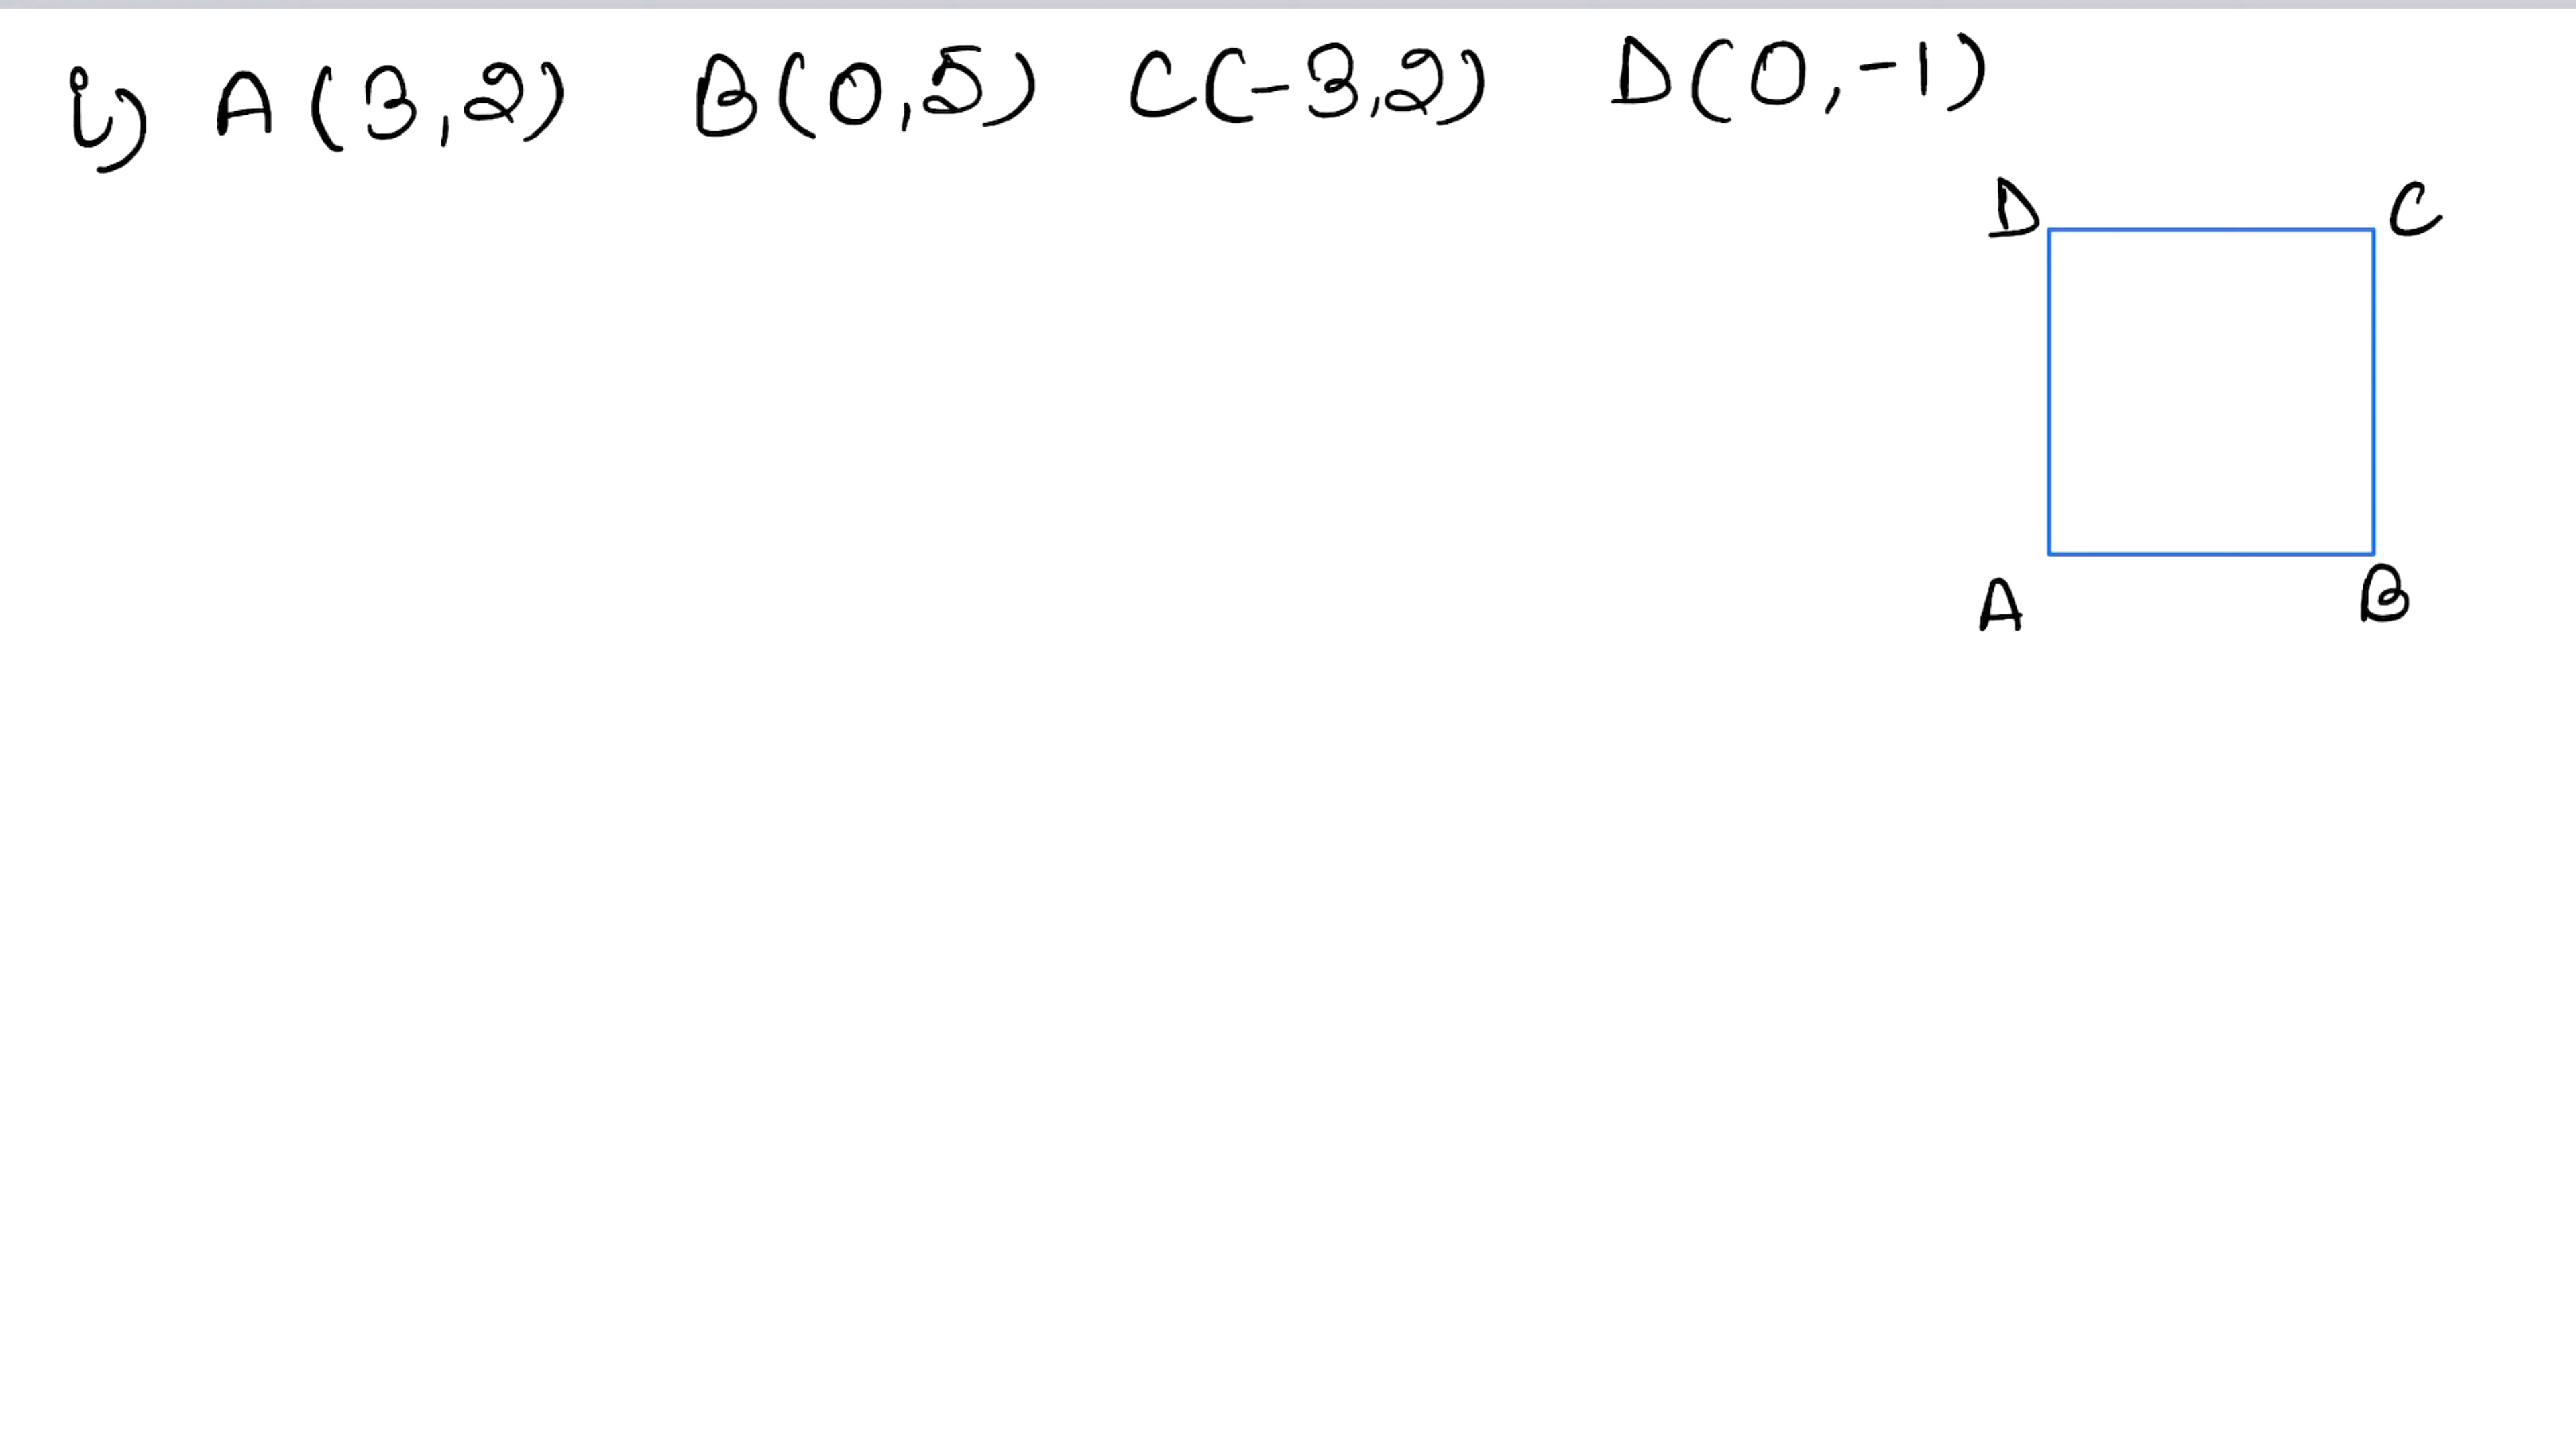 i) A(3,2) B(0,5) C(-3,2) D(0,-1)
D C
A B